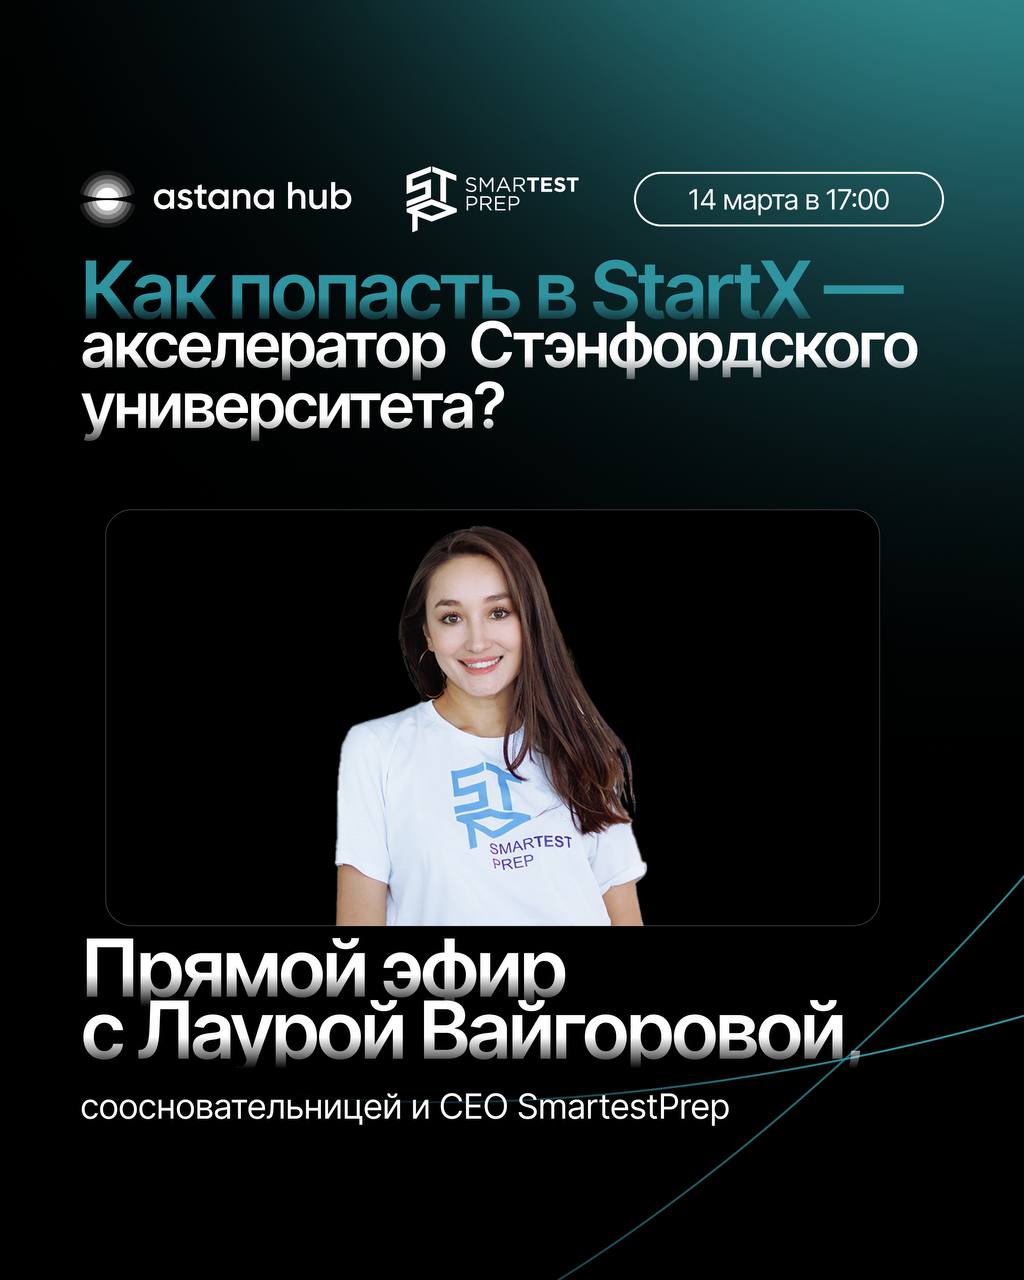 astana hub
SMARTEST
PREP
14 марта в 17:00
Как попасть в StartX —
акселератор Стэнфордского
университета?
STP
SMARTEST
PREP
Прямой эфир
с Лаурой Вайгоровой,
соосновательницей и CEO SmartestPrep